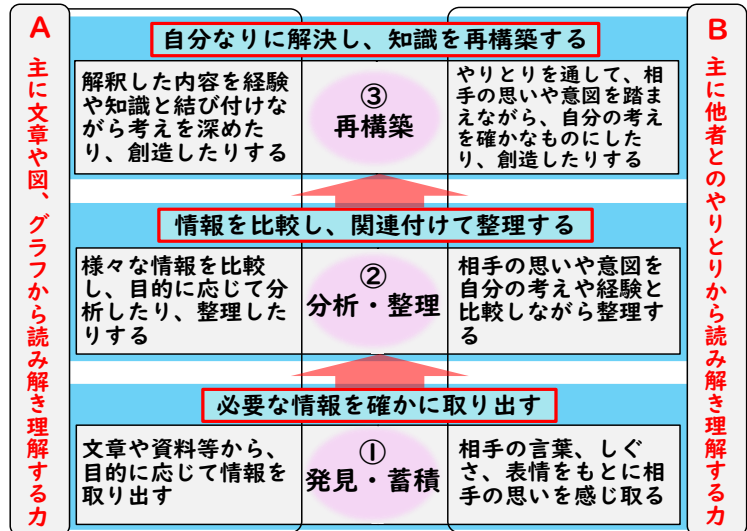 A
主に文章や図、グラフから読み解き理解する力
自分なりに解決し、知識を再構築する
解釈した内容を経験
や知識と結び付けな
がら考えを深めた
り、創造したりする
③
再構築
やりとりを通して、相
手の思いや意図を踏ま
えながら、自分の考え
を確かなものにした
り、創造したりする
情報を比較し、関連付けて整理する
様々な情報を比較
し、目的に応じて分
析したり、整理した
りする
②
分析・整理
相手の思いや意図を
自分の考えや経験と
比較しながら整理す
る
必要な情報を確かに取り出す
文章や資料等から、
目的に応じて情報を
取り出す
①
発見・蓄積
相手の言葉、しぐ
さ、表情をもとに相
手の思いを感じ取る
B
主に他者とのやりとりから読み解き理解する力